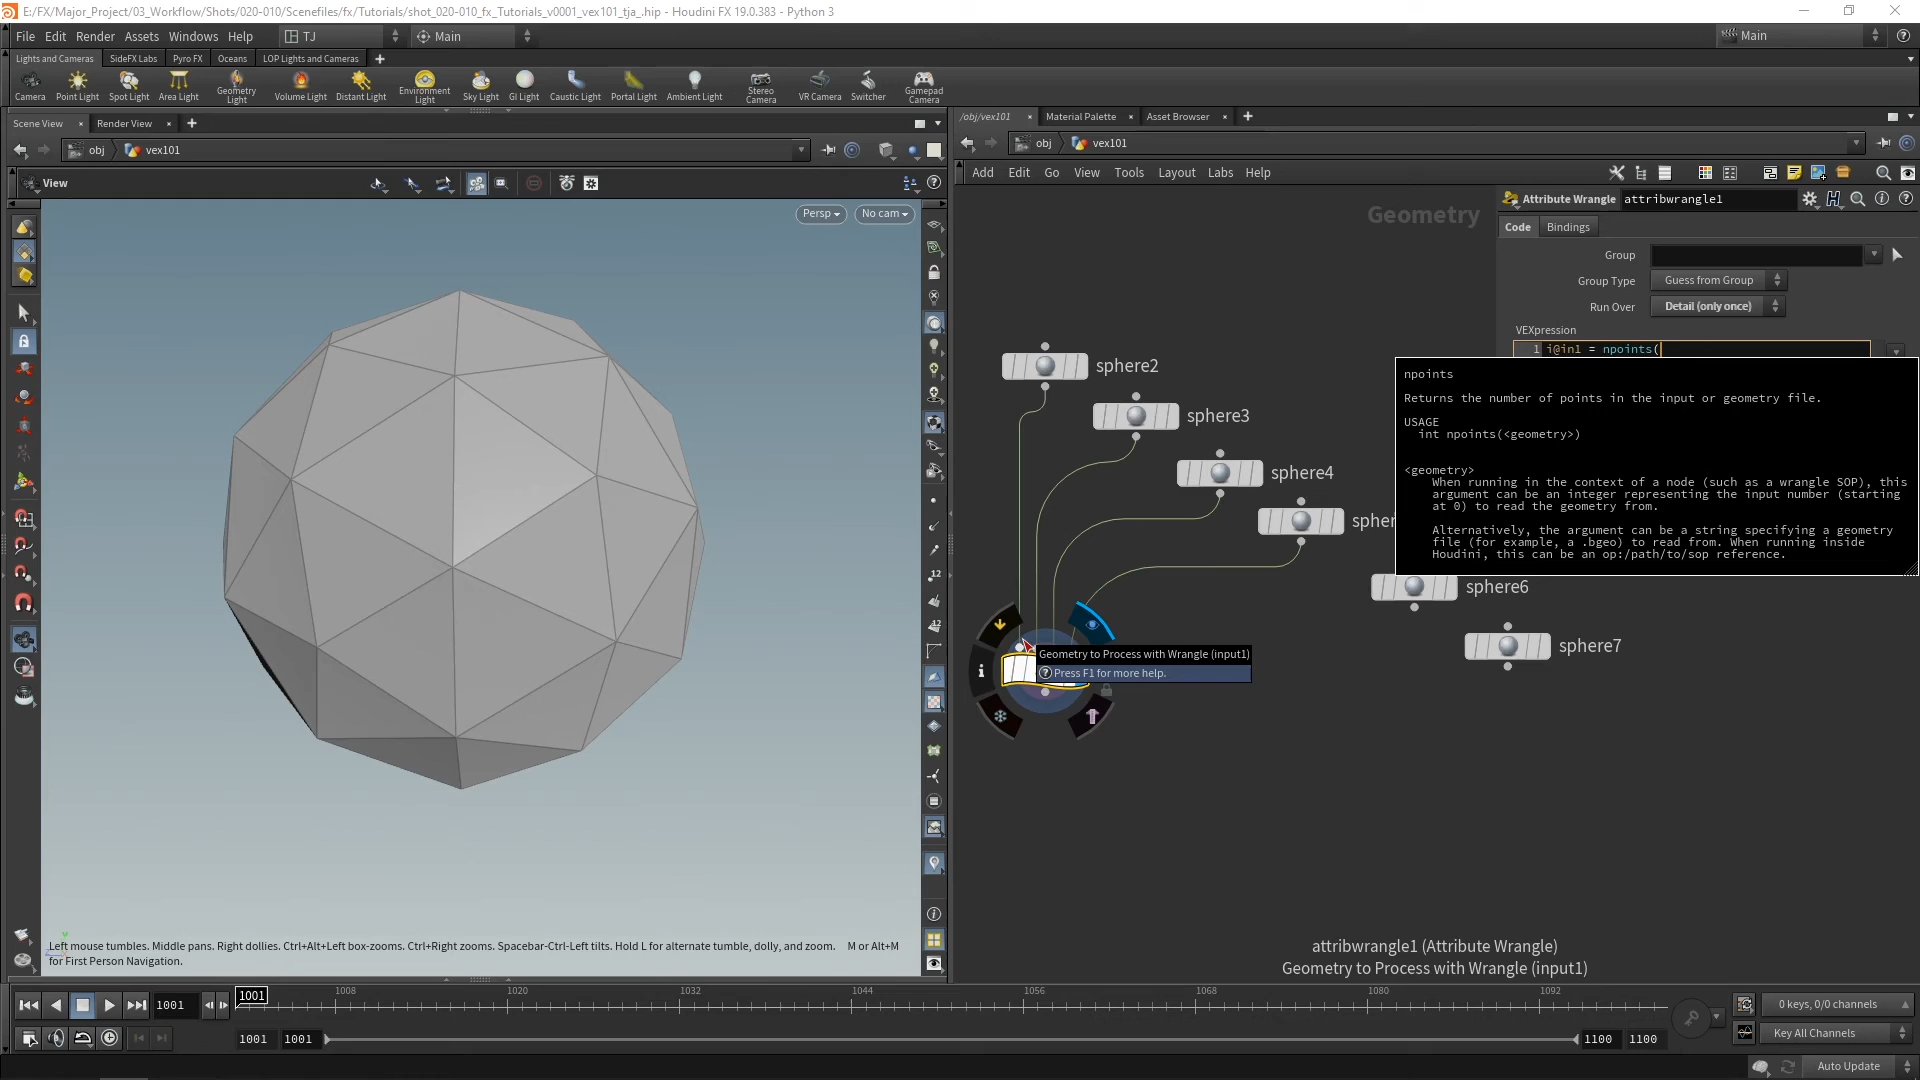 E:/FX/Major_Project/03_Workflow/Shots/020-010/Scenefiles/fx/Tutorials/shot_020-010_fx_Tutorials_v0001_vex101_tja_.hip - Houdini FX 19.0.383 - Python 3
File Edit Render Assets Windows Help TJ Main Main
Lights and Cameras SideFX Labs Pyro FX Oceans LOP Lights and Cameras
Camera Point Light Spot Light Area Light Geometry Light Volume Light Distant Light Environment Light Sky Light GI Light Caustic Light Portal Light Ambient Light Stereo Camera VR Camera Switcher Gamepad Camera
Scene View Render View
obj vex101
View
Persp No cam
/obj/vex101 Material Palette Asset Browser
obj vex101
Add Edit Go View Tools Layout Labs Help
Geometry
Attribute Wrangle attribwrangle1
Code Bindings
Group
Group Type Guess from Group
Run Over Detail (only once)
VEXpression
1 i@in1 = npoints(
npoints
Returns the number of points in the input or geometry file.
USAGE
int npoints(<geometry>)
<geometry>
When running in the context of a node (such as a wrangle SOP), this
argument can be an integer representing the input number (starting
at 0) to read the geometry from.
Alternatively, the argument can be a string specifying a geometry
file (for example, a .bgeo) to read from. When running inside
Houdini, this can be an op:/path/to/sop reference.
sphere2
sphere3
sphere4
spher
sphere6
sphere7
Geometry to Process with Wrangle (input1)
Press F1 for more help.
attribwrangle1 (Attribute Wrangle)
Geometry to Process with Wrangle (input1)
Left mouse tumbles. Middle pans. Right dollies. Ctrl+Alt+Left box-zooms. Ctrl+Right zooms. Spacebar-Ctrl-Left tilts. Hold L for alternate tumble, dolly, and zoom. M or Alt+M
for First Person Navigation.
1001 1001 1008 1020 1032 1044 1056 1068 1080 1092
0 keys, 0/0 channels
1001 1001 1100 1100
Key All Channels
Auto Update
12
12